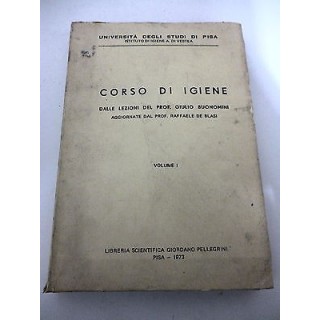 UNIVERSITÀ DEGLI STUDI DI PISA
ISTITUTO DI IGIENE A. DI VESTEA
CORSO DI IGIENE
DALLE LEZIONI DEL PROF. GIULIO BUONOMINI
AGGIORNATE DAL PROF. RAFFAELE DE BLASI
VOLUME I
LIBRERIA SCIENTIFICA GIORDANO PELLEGRINI
PISA - 1973